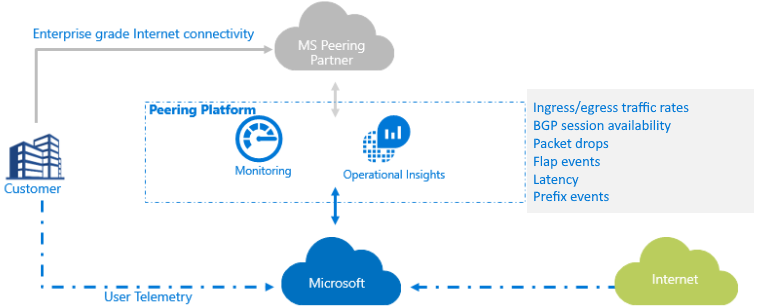 Enterprise grade Internet connectivity
MS Peering
Partner
Peering Platform
Monitoring
Operational Insights
Ingress/egress traffic rates
BGP session availability
Packet drops
Flap events
Latency
Prefix events
Customer
User Telemetry
Microsoft
Internet